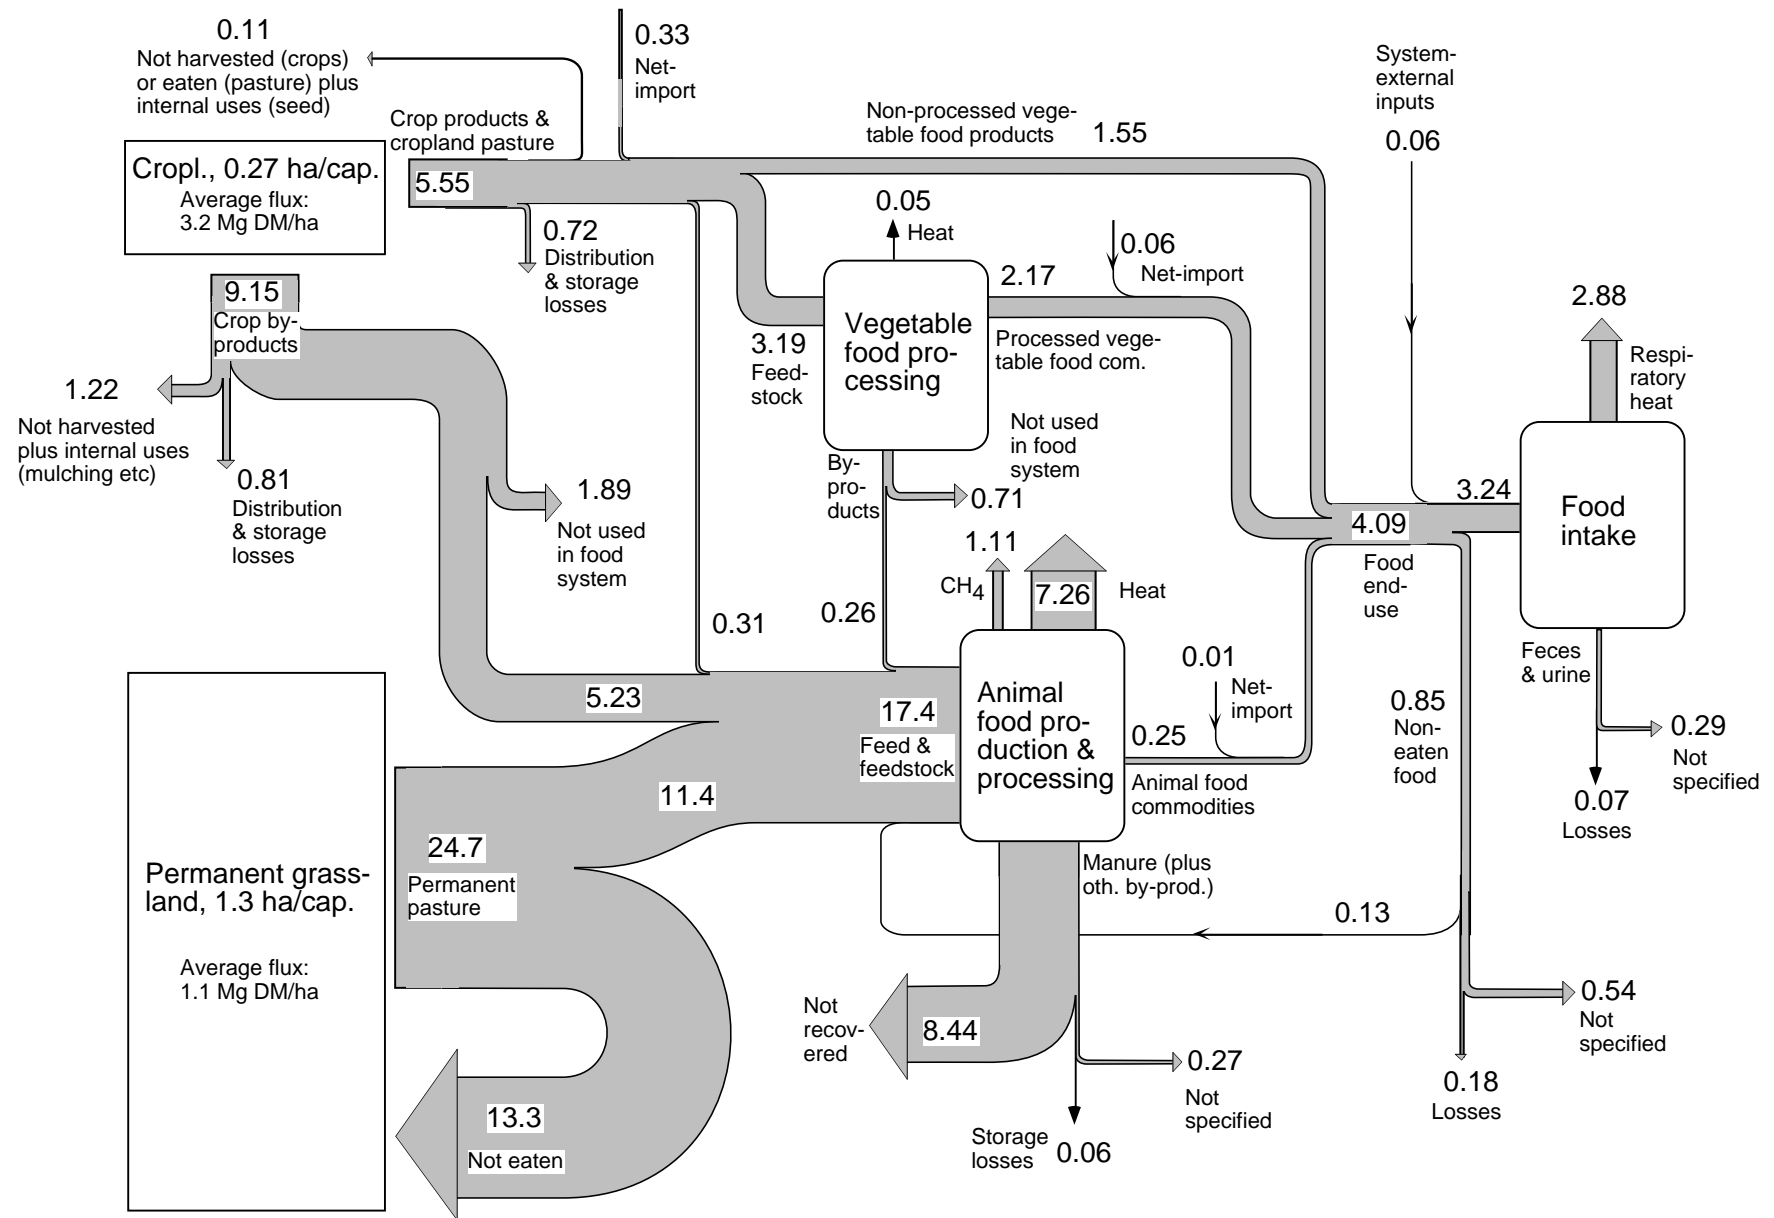 0.11
Not harvested (crops)
or eaten (pasture) plus
internal uses (seed)
0.33
Net-
import
Crop products &
cropland pasture
Non-processed vege-
table food products
1.55
System-
external
inputs
0.06
Cropl., 0.27 ha/cap.
Average flux:
3.2 Mg DM/ha
5.55
0.72
Distribution
& storage
losses
0.05
Heat
0.06
Net-import
2.17
9.15
Crop by-
products
3.19
Feed-
stock
Vegetable
food pro-
cessing
Processed vege-
table food com.
2.88
Respi-
ratory
heat
1.22
Not harvested
plus internal uses
(mulching etc)
0.81
Distribution
& storage
losses
1.89
Not used
in food
system
By-
pro-
ducts
Not used
in food
system
0.71
3.24
4.09
Food
end-
use
Food
intake
1.11
CH4
7.26
Heat
0.26
0.31
5.23
17.4
Feed &
feedstock
Animal
food pro-
duction &
processing
0.01
Net-
import
0.25
Animal food
commodities
0.85
Non-
eaten
food
Feces
& urine
0.29
Not
specified
0.07
Losses
11.4
24.7
Permanent
pasture
Permanent grass-
land, 1.3 ha/cap.
Average flux:
1.1 Mg DM/ha
Manure (plus
oth. by-prod.)
0.13
Not
recov-
ered
8.44
0.27
Not
specified
0.54
Not
specified
0.18
Losses
13.3
Not eaten
Storage
losses
0.06